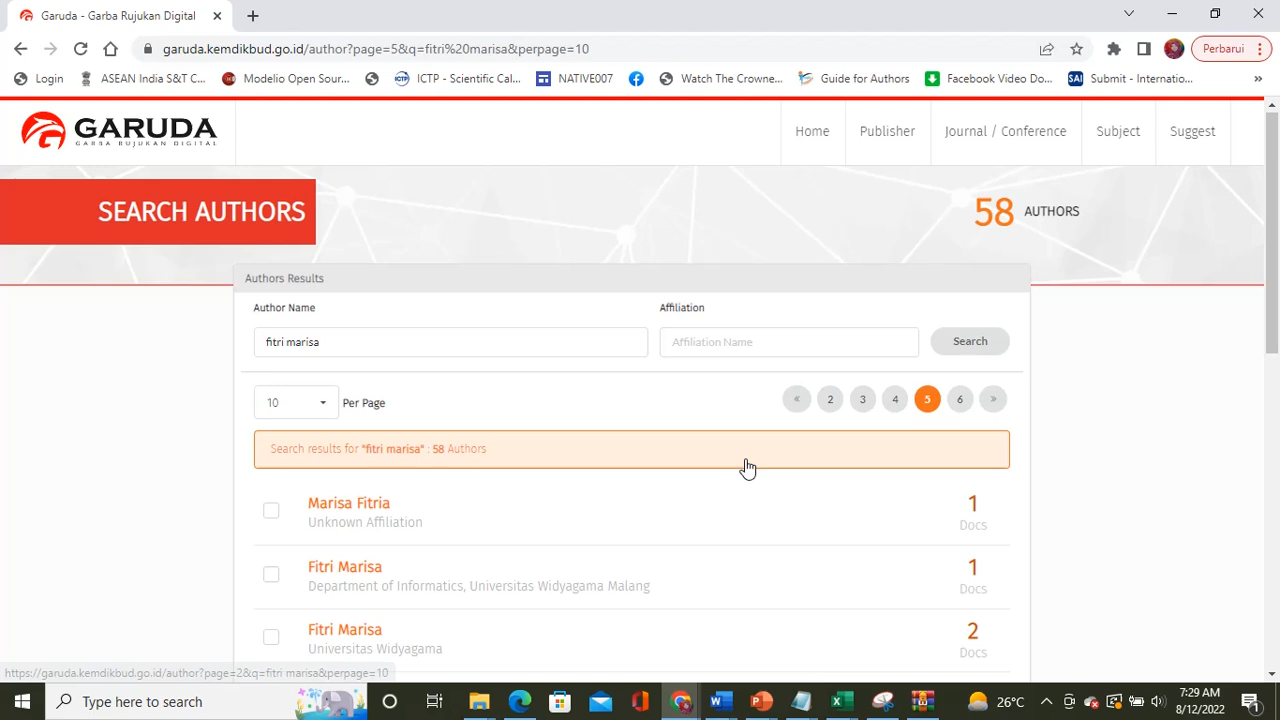 Garuda - Garba Rujukan Digital
garuda.kemdikbud.go.id/author?page=5&q=fitri%20marisa&perpage=10
Perbarui
Login
ASEAN India S&T C...
Modelio Open Sour...
ICTP - Scientific Cal...
NATIVE007
Watch The Crowne...
Guide for Authors
Facebook Video Do...
SAI
Submit - Internatio...
»
GARUDA
GARBA RUJUKAN DIGITAL
Home
Publisher
Journal / Conference
Subject
Suggest
SEARCH AUTHORS
58 AUTHORS
Authors Results
Author Name
Affiliation
fitri marisa
Affiliation Name
Search
10
Per Page
« 2 3 4 5 6 »
Search results for "fitri marisa" : 58 Authors
Marisa Fitria
Unknown Affiliation
1
Docs
Fitri Marisa
Department of Informatics, Universitas Widyagama Malang
1
Docs
Fitri Marisa
Universitas Widyagama
2
Docs
https://garuda.kemdikbud.go.id/author?page=2&q=fitri marisa&perpage=10
Type here to search
26°C
7:29 AM
8/12/2022
1